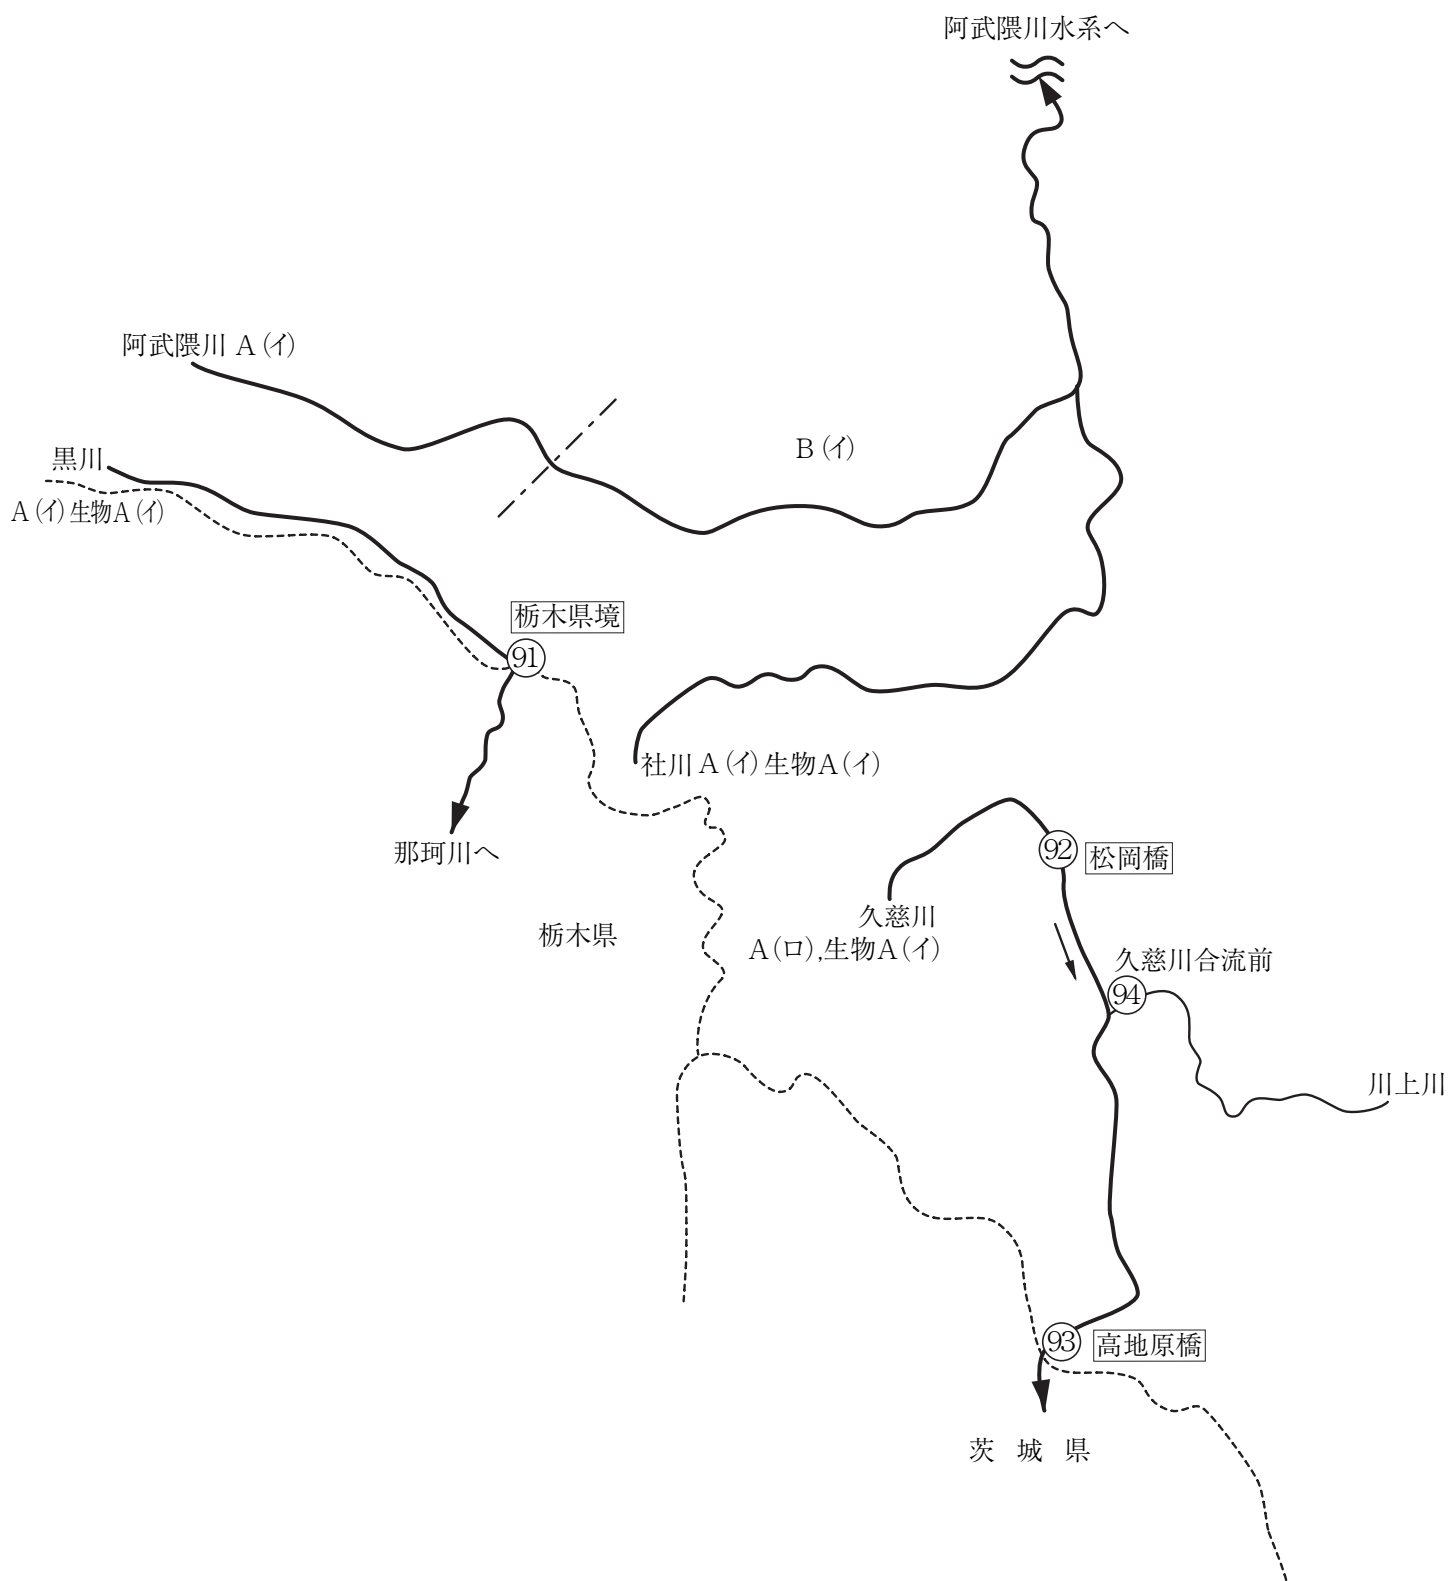 阿武隈川水系へ
阿武隈川 A（イ）
B（イ）
黒川
A（イ）生物A（イ）
栃木県境
91
社川 A（イ）生物A（イ）
那珂川へ
92
松岡橋
久慈川
A（ロ）,生物A（イ）
栃木県
久慈川合流前
94
川上川
93
高地原橋
茨城県